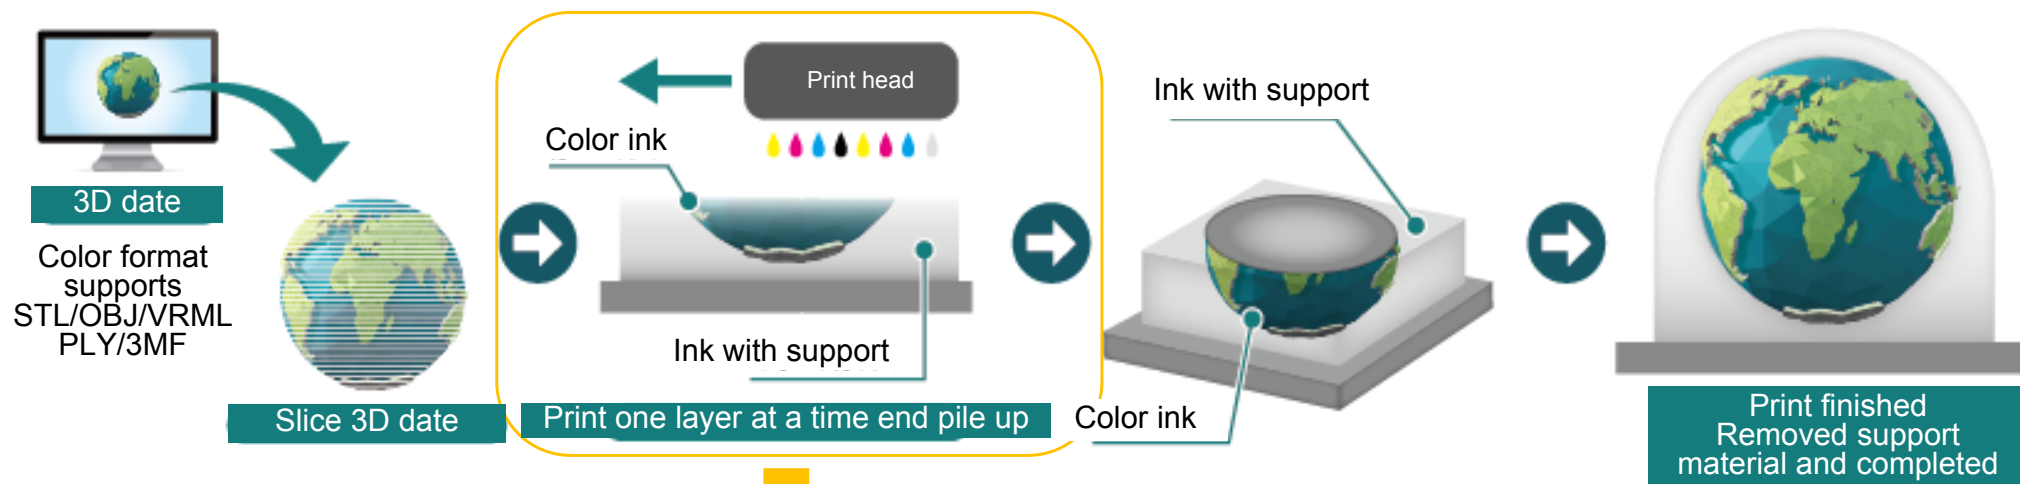 3D date
Color format
supports
STL/OBJ/VRML
PLY/3MF
Slice 3D date
Print head
Color ink
Ink with support
Print one layer at a time end pile up
Ink with support
Color ink
Print finished
Removed support
material and completed